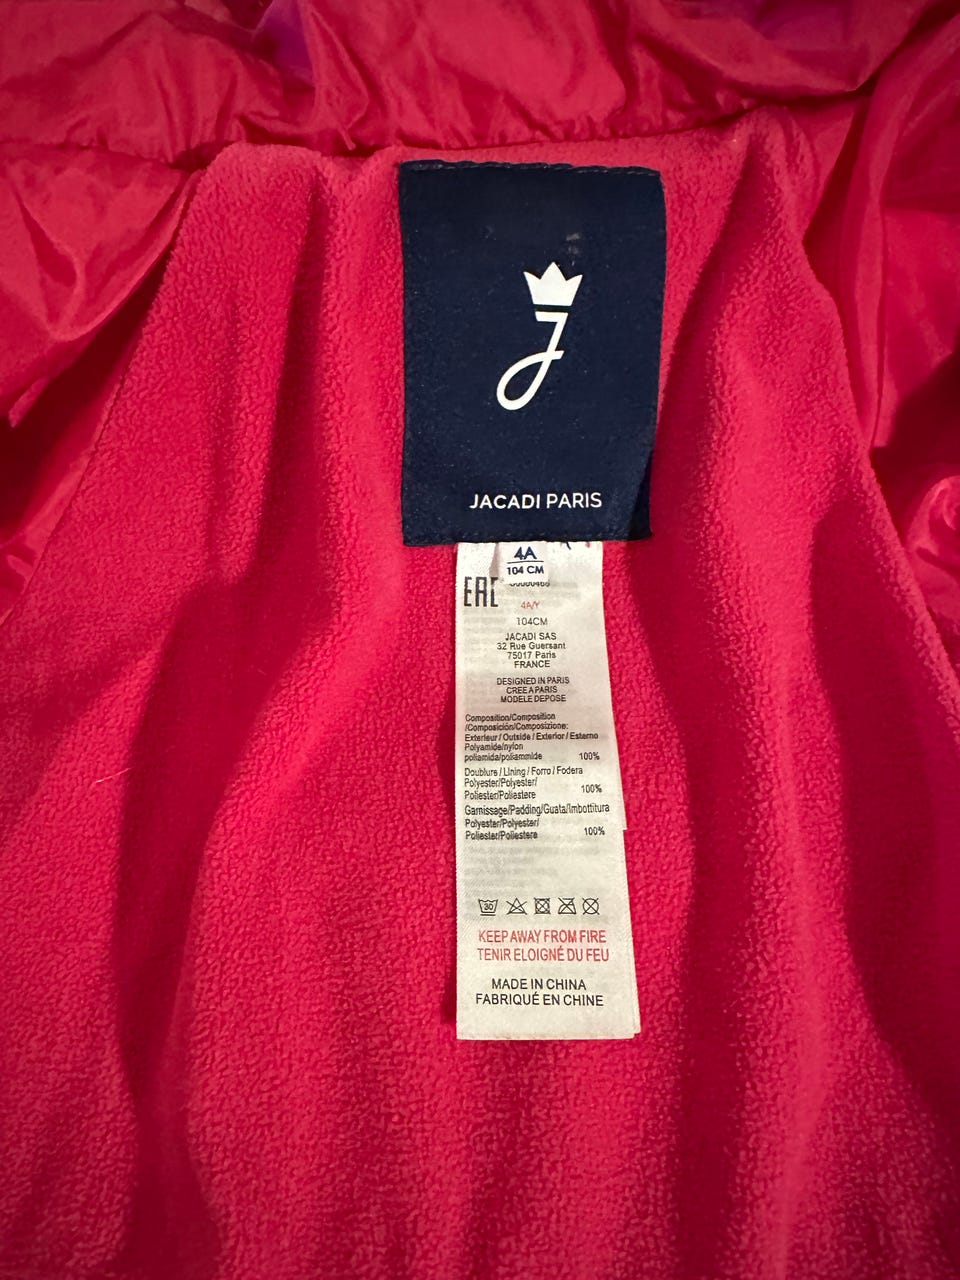 J
JACADI PARIS
4A
104 CM
EAC
4A/Y
104CM
JACADI SAS
32 Rue Guersant
75017 Paris
FRANCE
DESIGNED IN PARIS
CREE A PARIS
MODELE DEPOSE
Composition/Composition
/Composición/Composizione:
Exterieur / Outside / Exterior / Esterno
Polyamide/nylon
poliamida/poliammide 100%
Doublure / Lining / Forro / Fodera
Polyester/Polyester/
Poliester/Poliestere 100%
Garnissage/Padding/Guata/Imbottitura
Polyester/Polyester/
Poliester/Poliestere 100%
30
KEEP AWAY FROM FIRE
TENIR ELOIGNÉ DU FEU
MADE IN CHINA
FABRIQUÉ EN CHINE